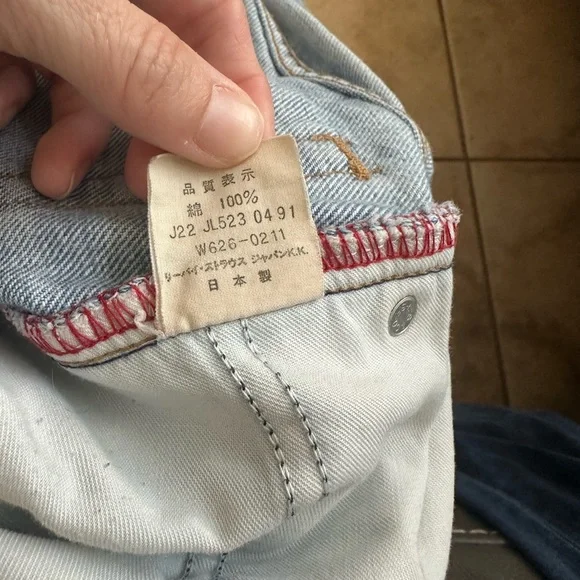 品質表示
綿 100%
J22 JL523 0491
W626-0211
リーバイ・ストラウス ジャパンK.K.
日本製